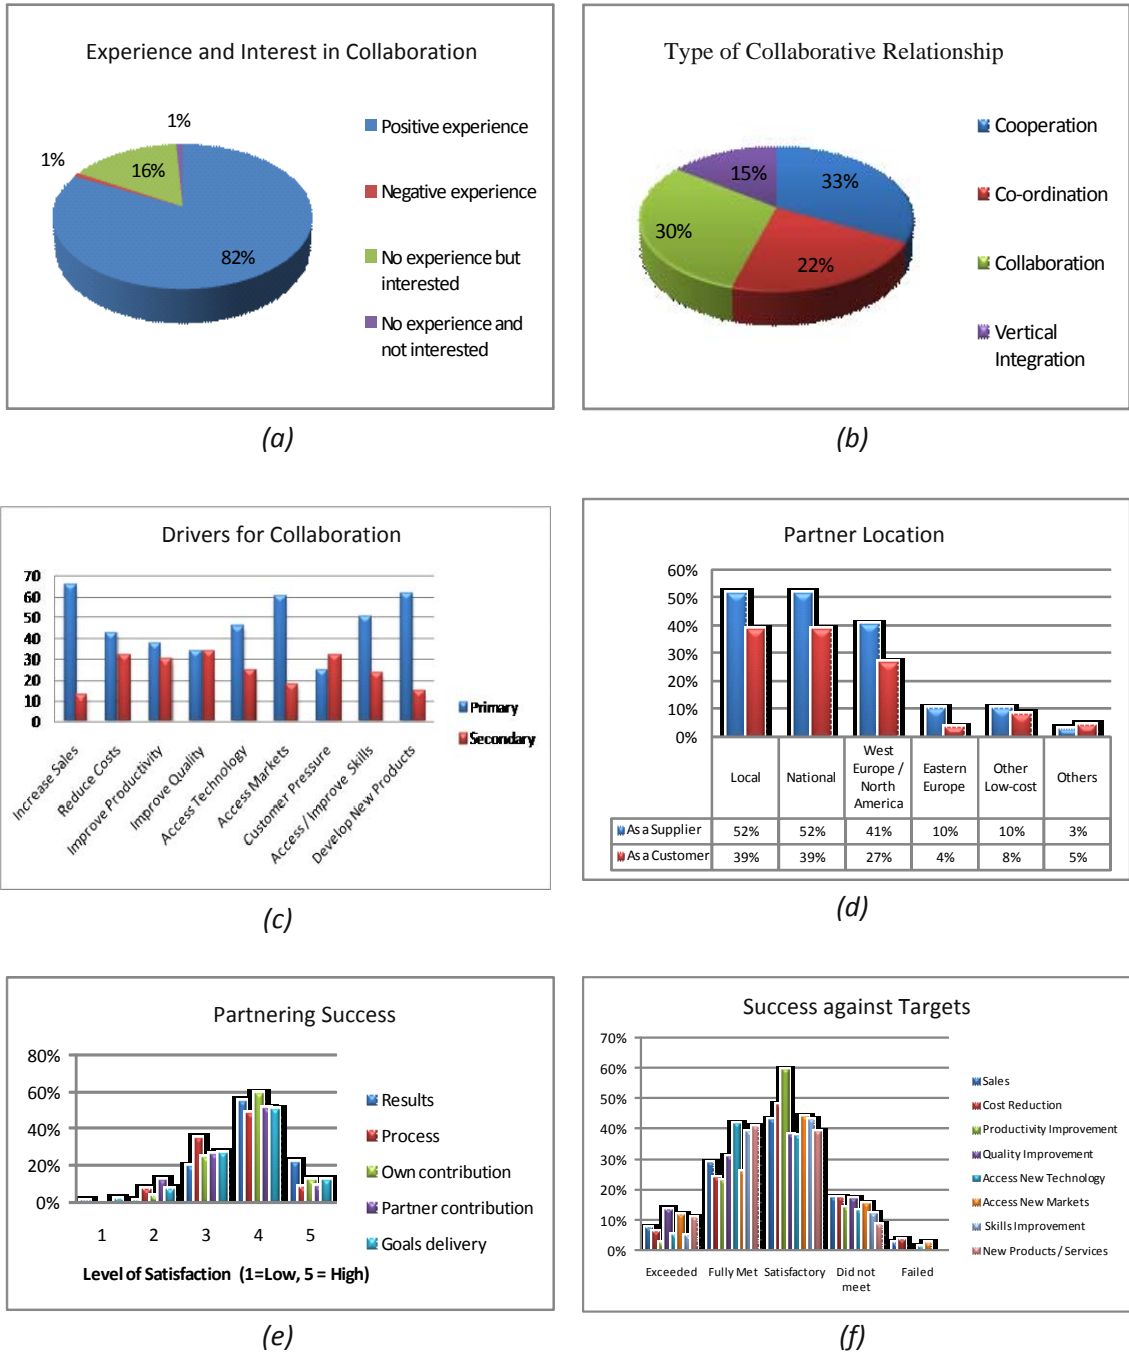 Experience and Interest in Collaboration
1%
1%
16%
82%
Positive experience
Negative experience
No experience but
interested
No experience and
not interested
(a)
Type of Collaborative Relationship
15%
33%
30%
22%
Cooperation
Co-ordination
Collaboration
Vertical
Integration
(b)
Drivers for Collaboration
70
60
50
40
30
20
10
0
Increase Sales
Reduce Costs
Improve Productivity
Improve Quality
Access Technology
Access Markets
Customer Pressure
Access / Improve Skills
Develop New Products
Primary
Secondary
(c)
Partner Location
60%
50%
40%
30%
20%
10%
0%
Local
National
West
Europe /
North
America
Eastern
Europe
Other
Low-cost
Others
As a Supplier 52% 52% 41% 10% 10% 3%
As a Customer 39% 39% 27% 4% 8% 5%
(d)
Partnering Success
80%
60%
40%
20%
0%
1 2 3 4 5
Level of Satisfaction (1=Low, 5 = High)
Results
Process
Own contribution
Partner contribution
Goals delivery
(e)
Success against Targets
70%
60%
50%
40%
30%
20%
10%
0%
Exceeded
Fully Met
Satisfactory
Did not
meet
Failed
Sales
Cost Reduction
Productivity Improvement
Quality Improvement
Access New Technology
Access New Markets
Skills Improvement
New Products / Services
(f)